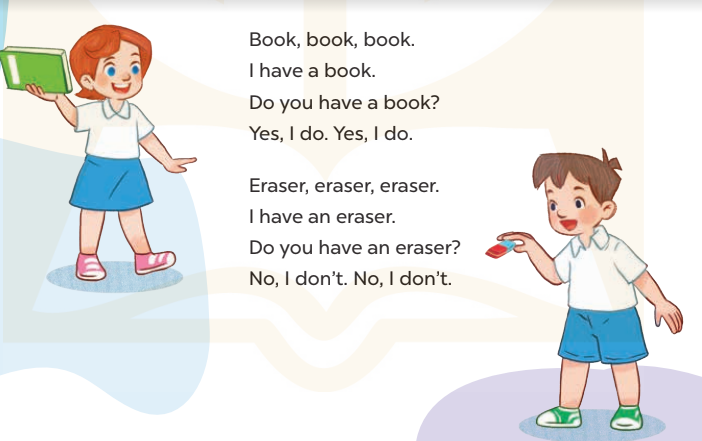 Book, book, book.
I have a book.
Do you have a book?
Yes, I do. Yes, I do.
Eraser, eraser, eraser.
I have an eraser.
Do you have an eraser?
No, I don't. No, I don't.